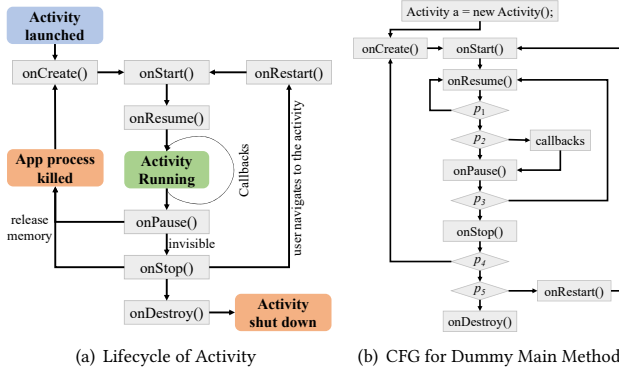 Activity
launched
onCreate()
onStart()
onRestart()
onResume()
App process
killed
Activity
Running
Callbacks
user navigates to the activity
release
memory
onPause()
invisible
onStop()
onDestroy()
Activity
shut down
(a) Lifecycle of Activity
Activity a = new Activity();
onCreate()
onStart()
onResume()
p1
p2
callbacks
onPause()
p3
onStop()
p4
p5
onRestart()
onDestroy()
(b) CFG for Dummy Main Method